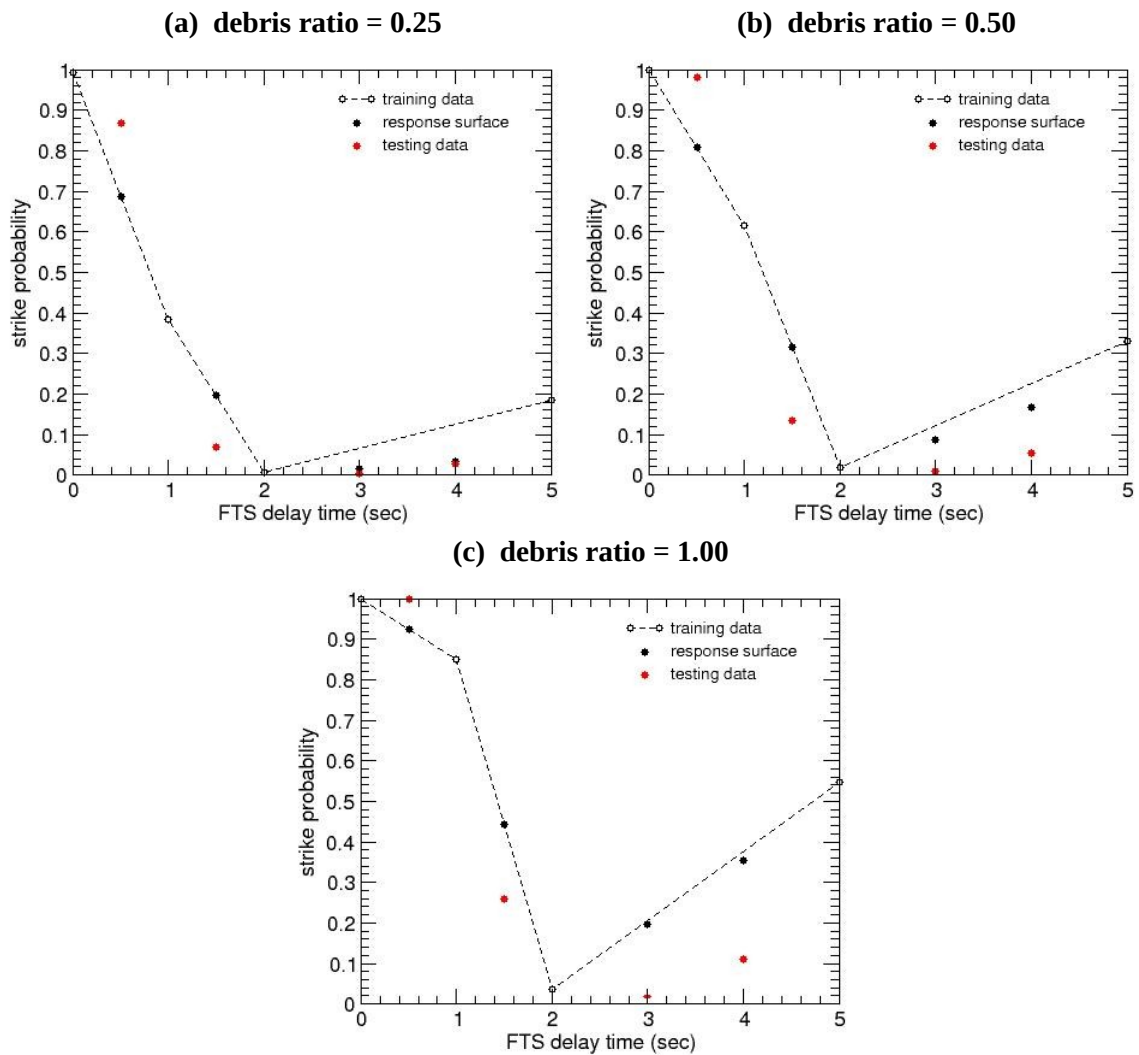 (a) debris ratio = 0.25
1
0.9
0.8
0.7
0.6
0.5
0.4
0.3
0.2
0.1
0
strike probability
training data
response surface
testing data
0 1 2 3 4 5
FTS delay time (sec)
(b) debris ratio = 0.50
1
0.9
0.8
0.7
0.6
0.5
0.4
0.3
0.2
0.1
0
strike probability
training data
response surface
testing data
0 1 2 3 4 5
FTS delay time (sec)
(c) debris ratio = 1.00
1
0.9
0.8
0.7
0.6
0.5
0.4
0.3
0.2
0.1
0
strike probability
training data
response surface
testing data
0 1 2 3 4 5
FTS delay time (sec)